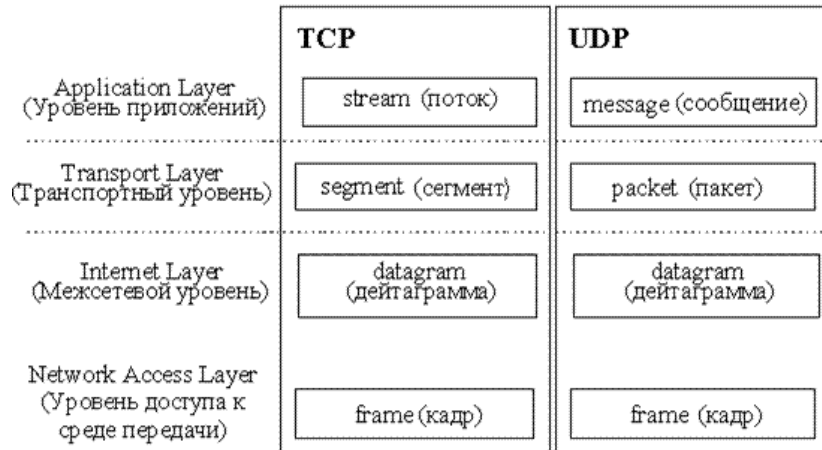 TCP
UDP
Application Layer
(Уровень приложений)
stream (поток)
message (сообщение)
Transport Layer
(Транспортный уровень)
segment (сегмент)
packet (пакет)
Internet Layer
(Межсетевой уровень)
datagram
(дейтаграмма)
datagram
(дейтаграмма)
Network Access Layer
(Уровень доступа к
среде передачи)
frame (кадр)
frame (кадр)